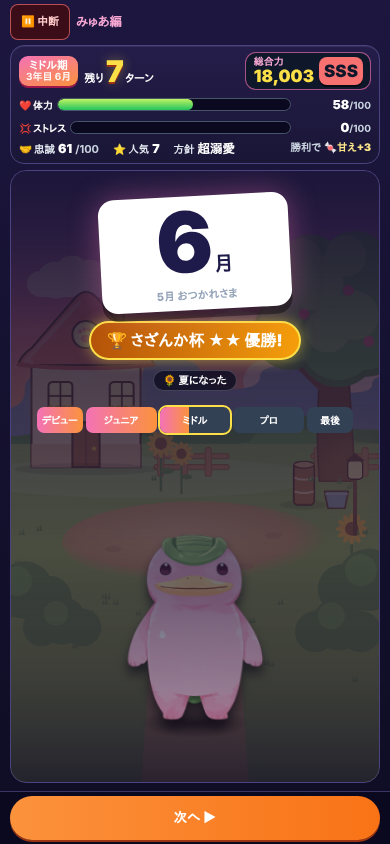 ⏸ 中断
みゅあ編
ミドル期
3年目 6月
残り7ターン
総合力
18,003
SSS
❤️体力
58/100
💢ストレス
0/100
🤝忠誠 61 /100
⭐人気 7
方針 超溺愛
勝利で 🍬甘え+3
6月
5月 おつかれさま
🏆 さざんか杯 ★★ 優勝!
🌻 夏になった
デビュー
ジュニア
ミドル
プロ
最後
次へ ▶